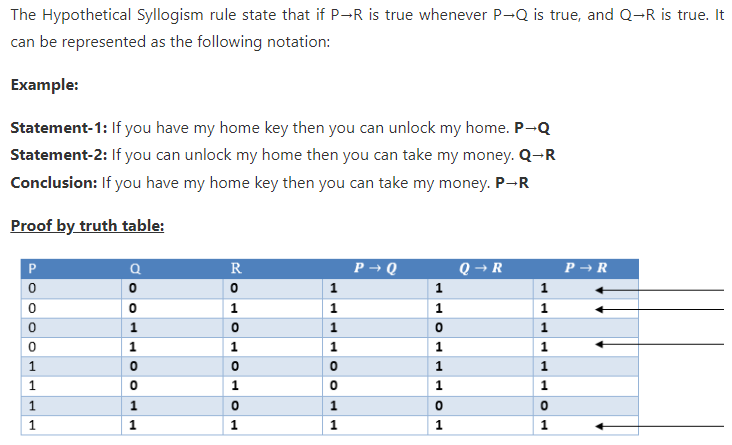 The Hypothetical Syllogism rule state that if P→R is true whenever P→Q is true, and Q→R is true. It
can be represented as the following notation:
Example:
Statement-1: If you have my home key then you can unlock my home. P→Q
Statement-2: If you can unlock my home then you can take my money. Q→R
Conclusion: If you have my home key then you can take my money. P→R
Proof by truth table:
P Q R P → Q Q → R P → R
0 0 0 1 1 1
0 0 1 1 1 1
0 1 0 1 0 1
0 1 1 1 1 1
1 0 0 0 1 1
1 0 1 0 1 1
1 1 0 1 0 0
1 1 1 1 1 1